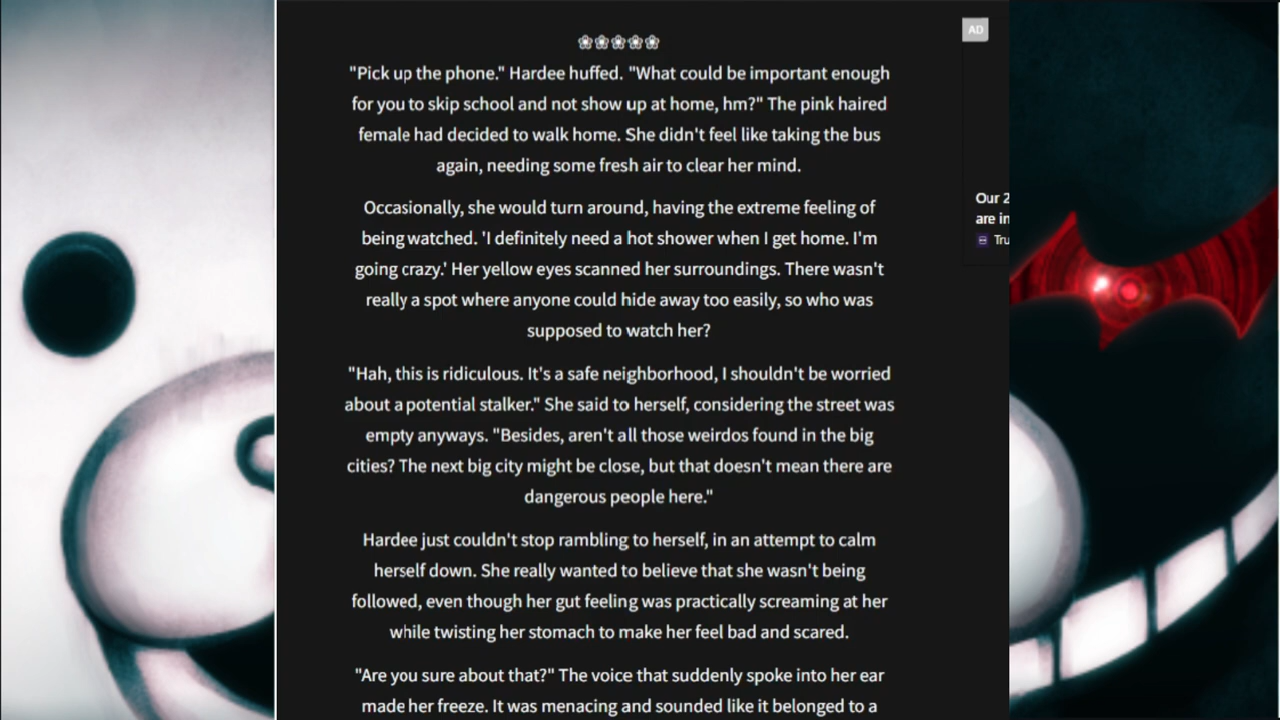 ❀❀❀❀❀
"Pick up the phone." Hardee huffed. "What could be important enough
for you to skip school and not show up at home, hm?" The pink haired
female had decided to walk home. She didn't feel like taking the bus
again, needing some fresh air to clear her mind.
Occasionally, she would turn around, having the extreme feeling of
being watched. 'I definitely need a hot shower when I get home. I'm
going crazy.' Her yellow eyes scanned her surroundings. There wasn't
really a spot where anyone could hide away too easily, so who was
supposed to watch her?
"Hah, this is ridiculous. It's a safe neighborhood, I shouldn't be worried
about a potential stalker." She said to herself, considering the street was
empty anyways. "Besides, aren't all those weirdos found in the big
cities? The next big city might be close, but that doesn't mean there are
dangerous people here."
Hardee just couldn't stop rambling to herself, in an attempt to calm
herself down. She really wanted to believe that she wasn't being
followed, even though her gut feeling was practically screaming at her
while twisting her stomach to make her feel bad and scared.
"Are you sure about that?" The voice that suddenly spoke into her ear
made her freeze. It was menacing and sounded like it belonged to a
AD
Our 2
are in
Tru